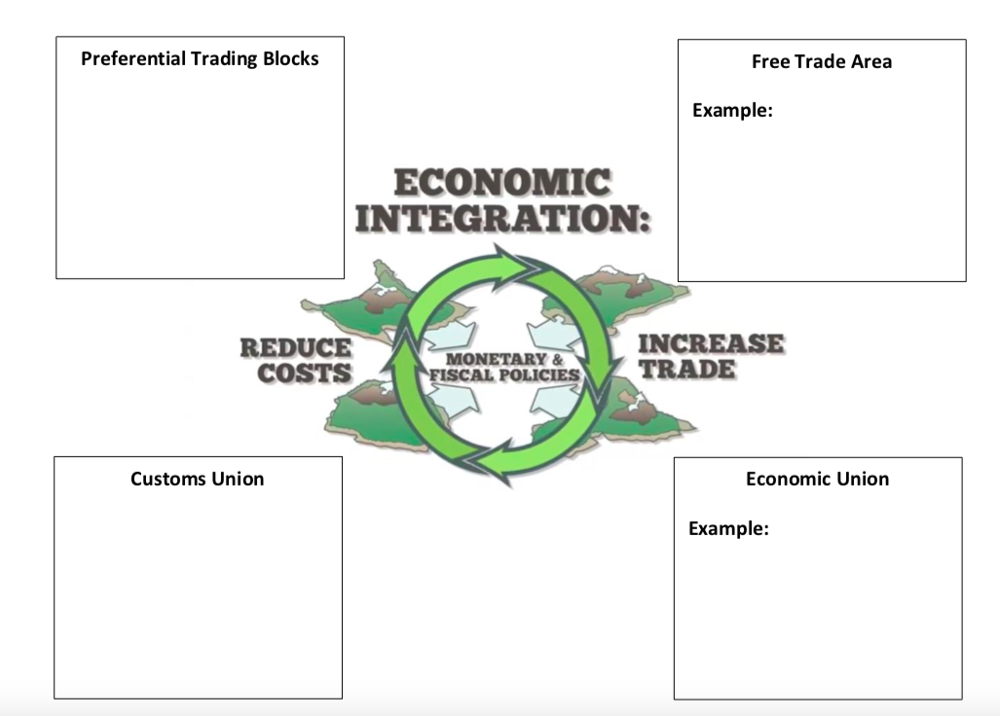 Preferential Trading Blocks
Free Trade Area
Example:
ECONOMIC
INTEGRATION:
REDUCE
COSTS
MONETARY &
FISCAL POLICIES
INCREASE
TRADE
Customs Union
Economic Union
Example: